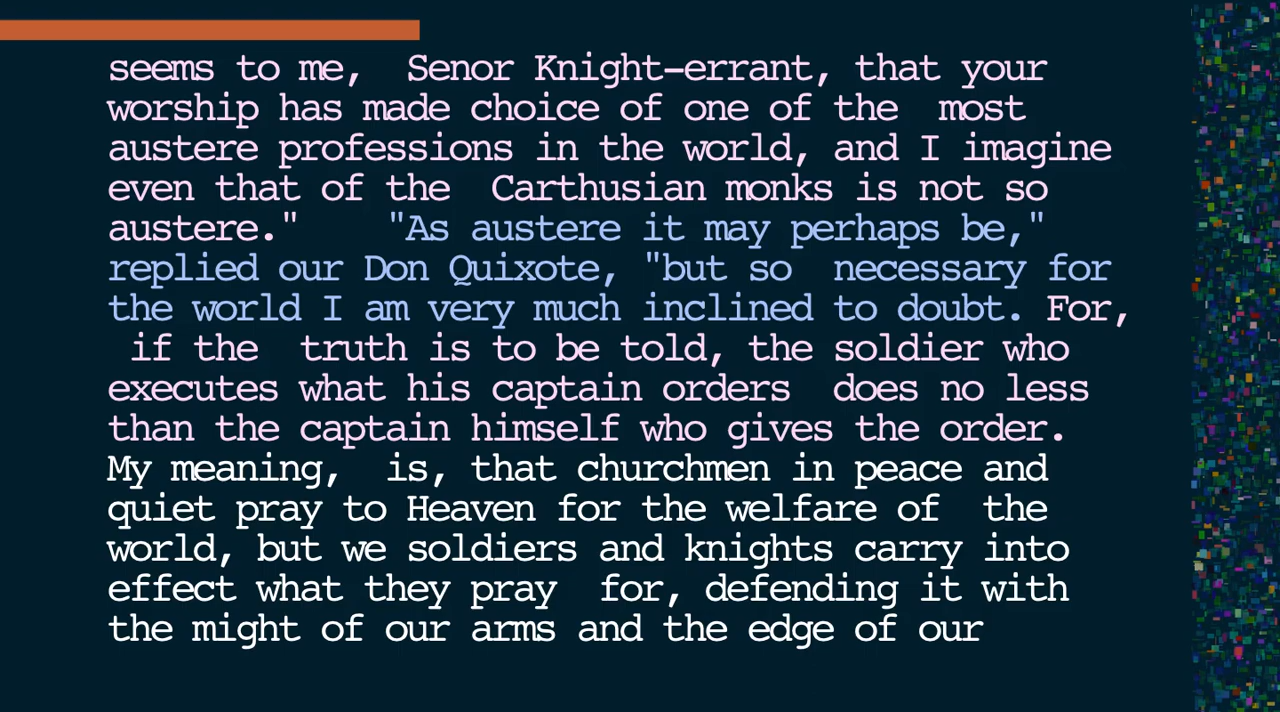 seems to me,  Senor Knight-errant, that your
worship has made choice of one of the  most
austere professions in the world, and I imagine
even that of the  Carthusian monks is not so
austere."    "As austere it may perhaps be,"
replied our Don Quixote, "but so  necessary for
the world I am very much inclined to doubt. For,
 if the  truth is to be told, the soldier who
executes what his captain orders  does no less
than the captain himself who gives the order.
My meaning,  is, that churchmen in peace and
quiet pray to Heaven for the welfare of  the
world, but we soldiers and knights carry into
effect what they pray  for, defending it with
the might of our arms and the edge of our